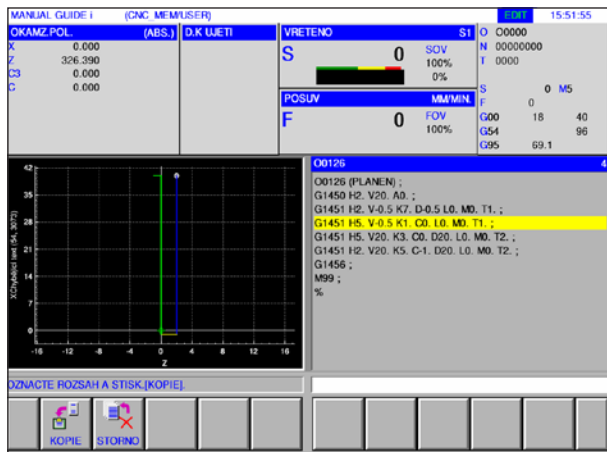 MANUAL GUIDE i (CNC_MEM/USER) EDIT 15:51:55
OKAMZ.POL. (ABS.) D.K UJETI VRETENO S1 O O0000
X 0.000 S 0 SOV N 00000000
Z 326.390 100% T 0000
C3 0.000 0%
C 0.000 S 0 M5
POSUV MM/MIN. F 0
F 0 FOV G00 18 40
100% G54 96
G95 69.1
O0126 4
O0126 (PLANEN) ;
G1450 H2. V20. A0. ;
G1451 H2. V-0.5 K7. D-0.5 L0. M0. T1. ;
G1451 H5. V-0.5 K1. C0. L0. M0. T1. ;
G1451 H5. V20. K3. C0. D20. L0. M0. T2. ;
G1451 H2. V20. K5. C-1. D20. L0. M0. T2. ;
G1456 ;
M99 ;
%
XChybějící text (54, 3073)
42
35
28
21
14
7
0
-16 -12 -8 -4 0 4 8 12 16
Z
OZNACTE ROZSAH A STISK.[KOPIE].
KOPIE STORNO